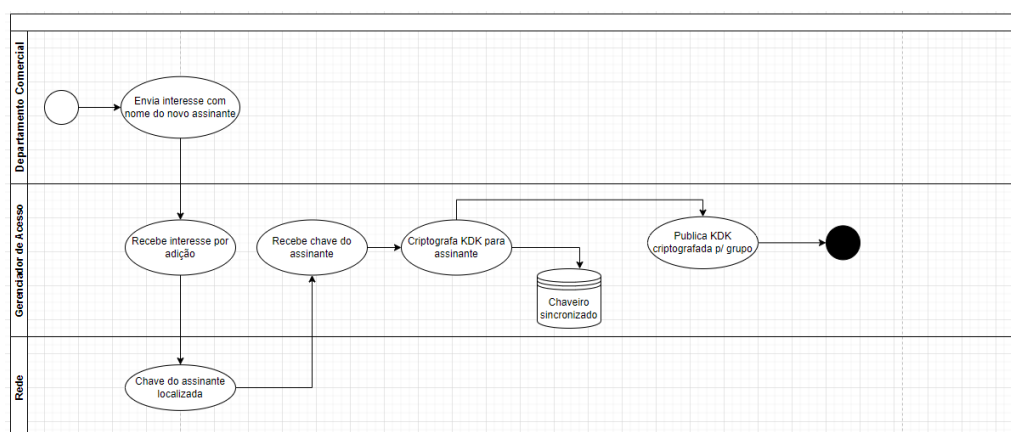 Departamento Comercial
Envia interesse com
nome do novo assinante
Gerenciador de Acesso
Recebe interesse por
adição
Recebe chave do
assinante
Criptografa KDK para
assinante
Publica KDK
criptografada p/ grupo
Chaveiro
sincronizado
Rede
Chave do assinante
localizada